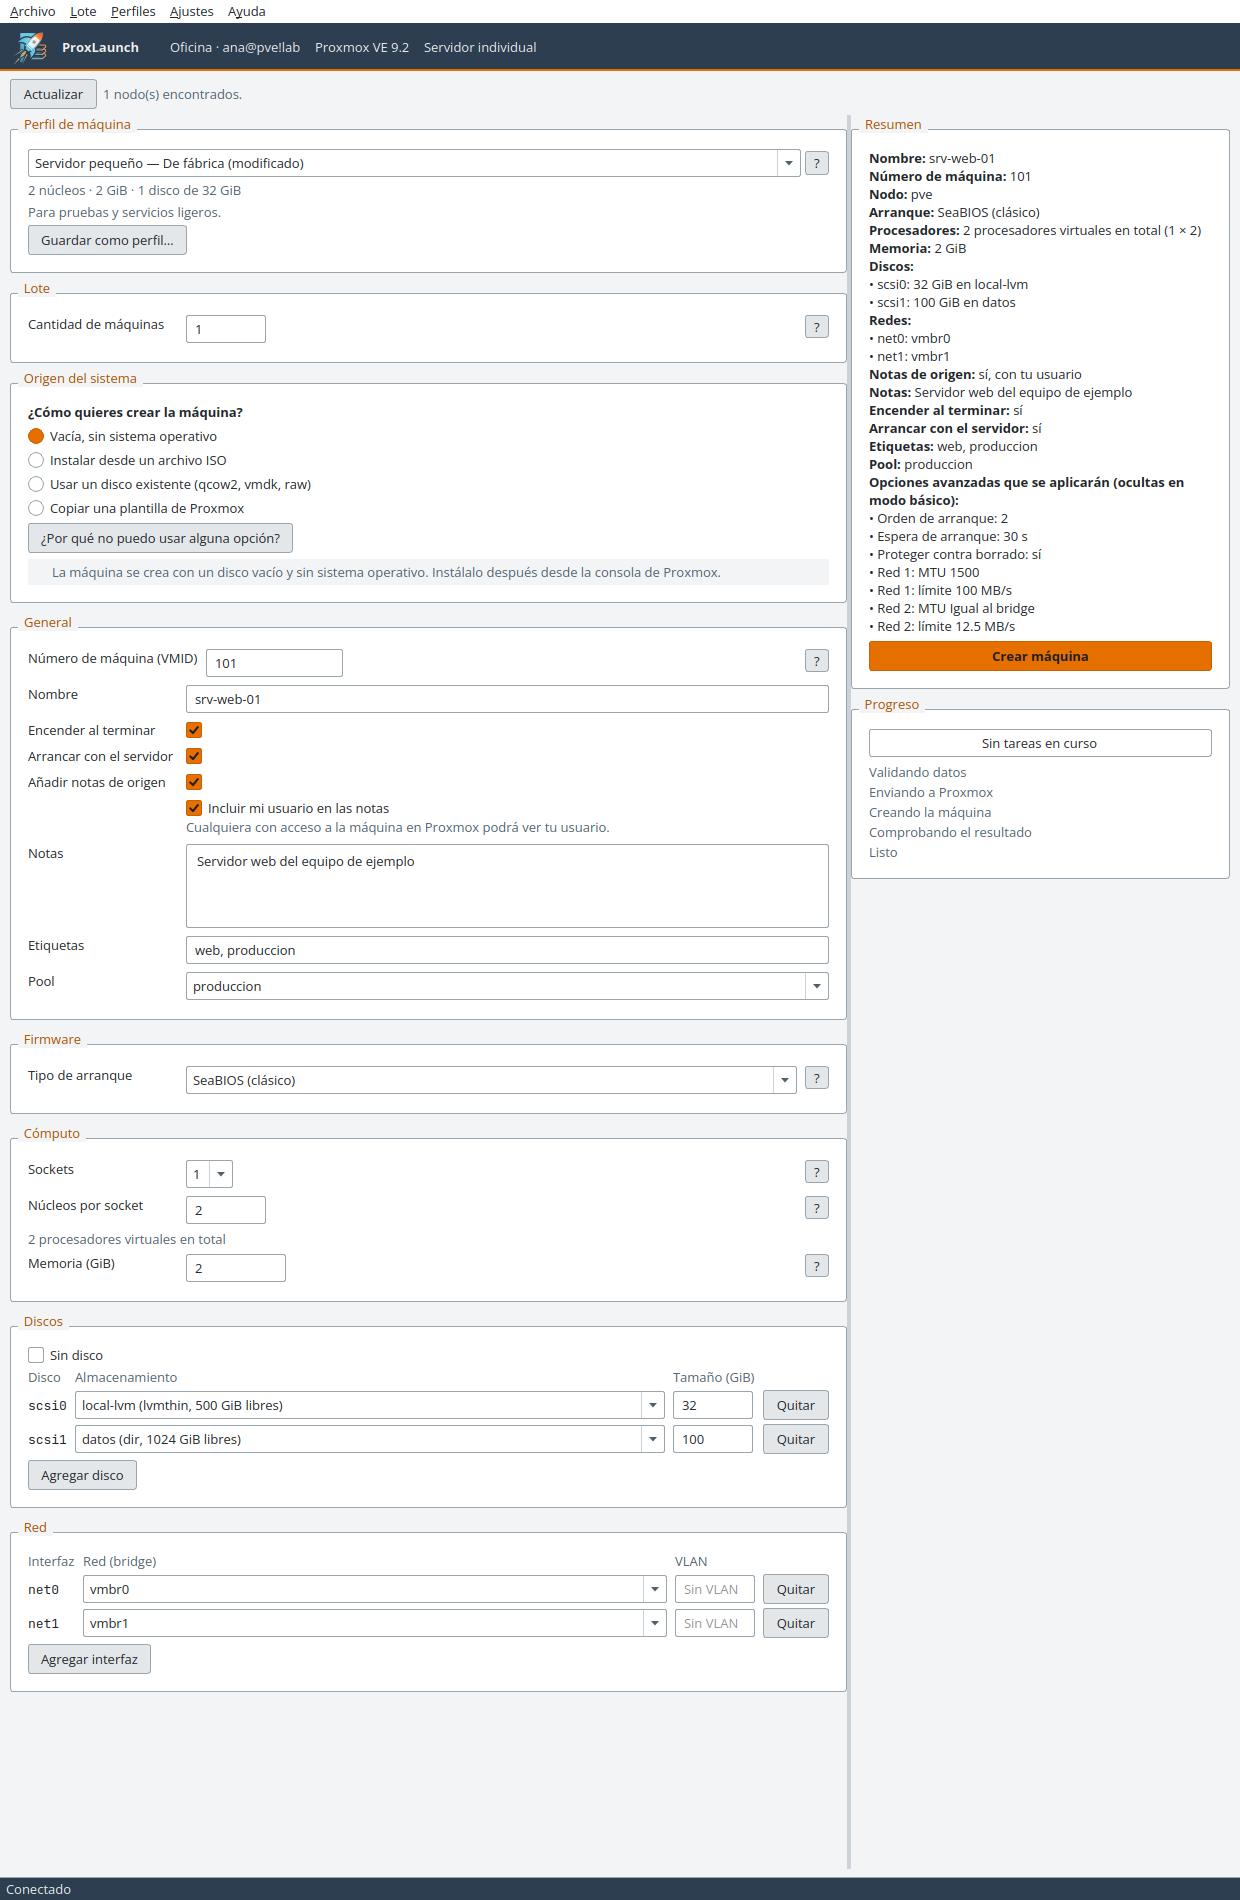 Archivo Lote Perfiles Ajustes Ayuda
ProxLaunch Oficina · ana@pve!lab Proxmox VE 9.2 Servidor individual
Actualizar 1 nodo(s) encontrados.
Perfil de máquina
Servidor pequeño — De fábrica (modificado) ?
2 núcleos · 2 GiB · 1 disco de 32 GiB
Para pruebas y servicios ligeros.
Guardar como perfil...
Lote
Cantidad de máquinas 1 ?
Origen del sistema
¿Cómo quieres crear la máquina?
Vacía, sin sistema operativo
Instalar desde un archivo ISO
Usar un disco existente (qcow2, vmdk, raw)
Copiar una plantilla de Proxmox
¿Por qué no puedo usar alguna opción?
La máquina se crea con un disco vacío y sin sistema operativo. Instálalo después desde la consola de Proxmox.
General
Número de máquina (VMID) 101 ?
Nombre srv-web-01
Encender al terminar
Arrancar con el servidor
Añadir notas de origen
Incluir mi usuario en las notas
Cualquiera con acceso a la máquina en Proxmox podrá ver tu usuario.
Notas Servidor web del equipo de ejemplo
Etiquetas web, produccion
Pool produccion
Firmware
Tipo de arranque SeaBIOS (clásico) ?
Cómputo
Sockets 1 ?
Núcleos por socket 2 ?
2 procesadores virtuales en total
Memoria (GiB) 2 ?
Discos
Sin disco
Disco Almacenamiento Tamaño (GiB)
scsi0 local-lvm (lvmthin, 500 GiB libres) 32 Quitar
scsi1 datos (dir, 1024 GiB libres) 100 Quitar
Agregar disco
Red
Interfaz Red (bridge) VLAN
net0 vmbr0 Sin VLAN Quitar
net1 vmbr1 Sin VLAN Quitar
Agregar interfaz
Resumen
Nombre: srv-web-01
Número de máquina: 101
Nodo: pve
Arranque: SeaBIOS (clásico)
Procesadores: 2 procesadores virtuales en total (1 × 2)
Memoria: 2 GiB
Discos:
• scsi0: 32 GiB en local-lvm
• scsi1: 100 GiB en datos
Redes:
• net0: vmbr0
• net1: vmbr1
Notas de origen: sí, con tu usuario
Notas: Servidor web del equipo de ejemplo
Encender al terminar: sí
Arrancar con el servidor: sí
Etiquetas: web, produccion
Pool: produccion
Opciones avanzadas que se aplicarán (ocultas en
modo básico):
• Orden de arranque: 2
• Espera de arranque: 30 s
• Proteger contra borrado: sí
• Red 1: MTU 1500
• Red 1: límite 100 MB/s
• Red 2: MTU Igual al bridge
• Red 2: límite 12.5 MB/s
Crear máquina
Progreso
Sin tareas en curso
Validando datos
Enviando a Proxmox
Creando la máquina
Comprobando el resultado
Listo
Conectado